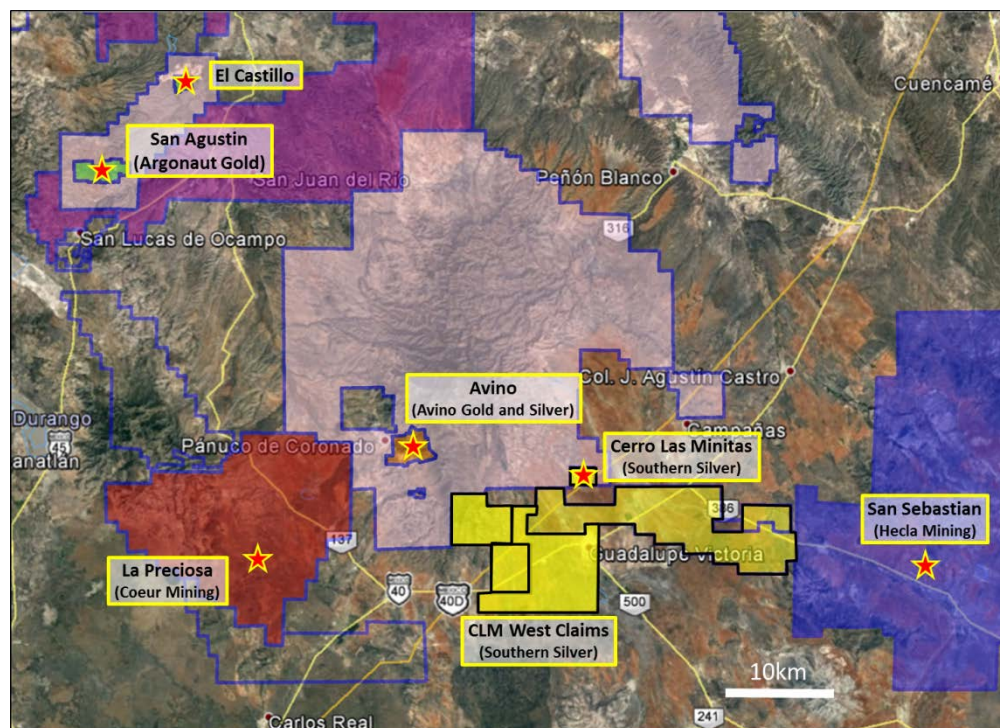 El Castillo
Cuencamé
San Agustin
(Argonaut Gold)
San Juan del Río
Peñón Blanco
316
San Lucas de Ocampo
Avino
(Avino Gold and Silver)
Col. J. Agustín Castro
Durango
45
anatlán
Pánuco de Coronado
Campañas
Cerro Las Minitas
(Southern Silver)
San Sebastian
(Hecla Mining)
La Preciosa
(Coeur Mining)
137
Guadalupe Victoria
40
40D
500
CLM West Claims
(Southern Silver)
10km
241
Carlos Real